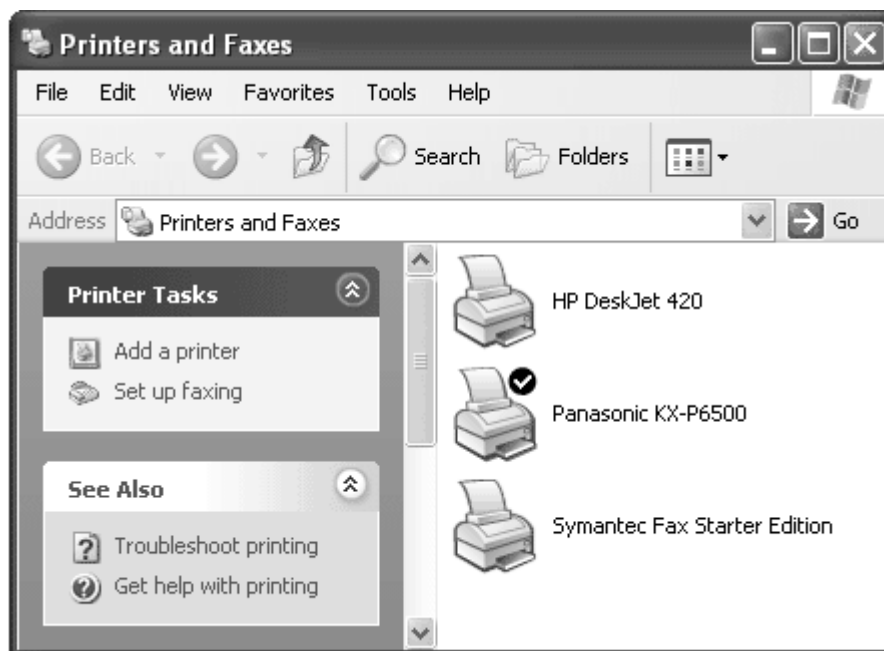 Printers and Faxes
File Edit View Favorites Tools Help
Back Search Folders
Address Printers and Faxes Go
Printer Tasks
Add a printer
Set up faxing
See Also
Troubleshoot printing
Get help with printing
HP DeskJet 420
Panasonic KX-P6500
Symantec Fax Starter Edition